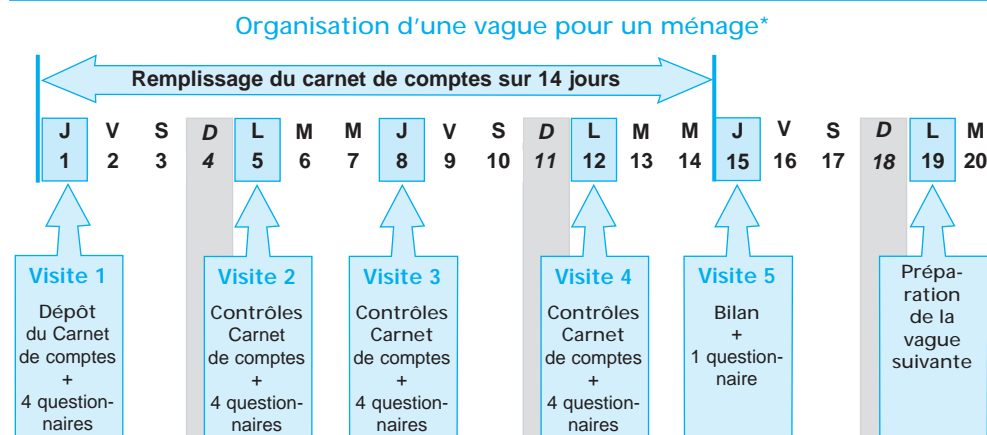 Organisation d'une vague pour un ménage*
Remplissage du carnet de comptes sur 14 jours
J V S D L M M J V S D L M M J V S D L M
1 2 3 4 5 6 7 8 9 10 11 12 13 14 15 16 17 18 19 20
Visite 1
Dépôt
du Carnet
de comptes
+
4 question-
naires
Visite 2
Contrôles
Carnet
de comptes
+
4 question-
naires
Visite 3
Contrôles
Carnet
de comptes
+
4 question-
naires
Visite 4
Contrôles
Carnet
de comptes
+
4 question-
naires
Visite 5
Bilan
+
1 question-
naire
Prépa-
ration
de la
vague
suivante